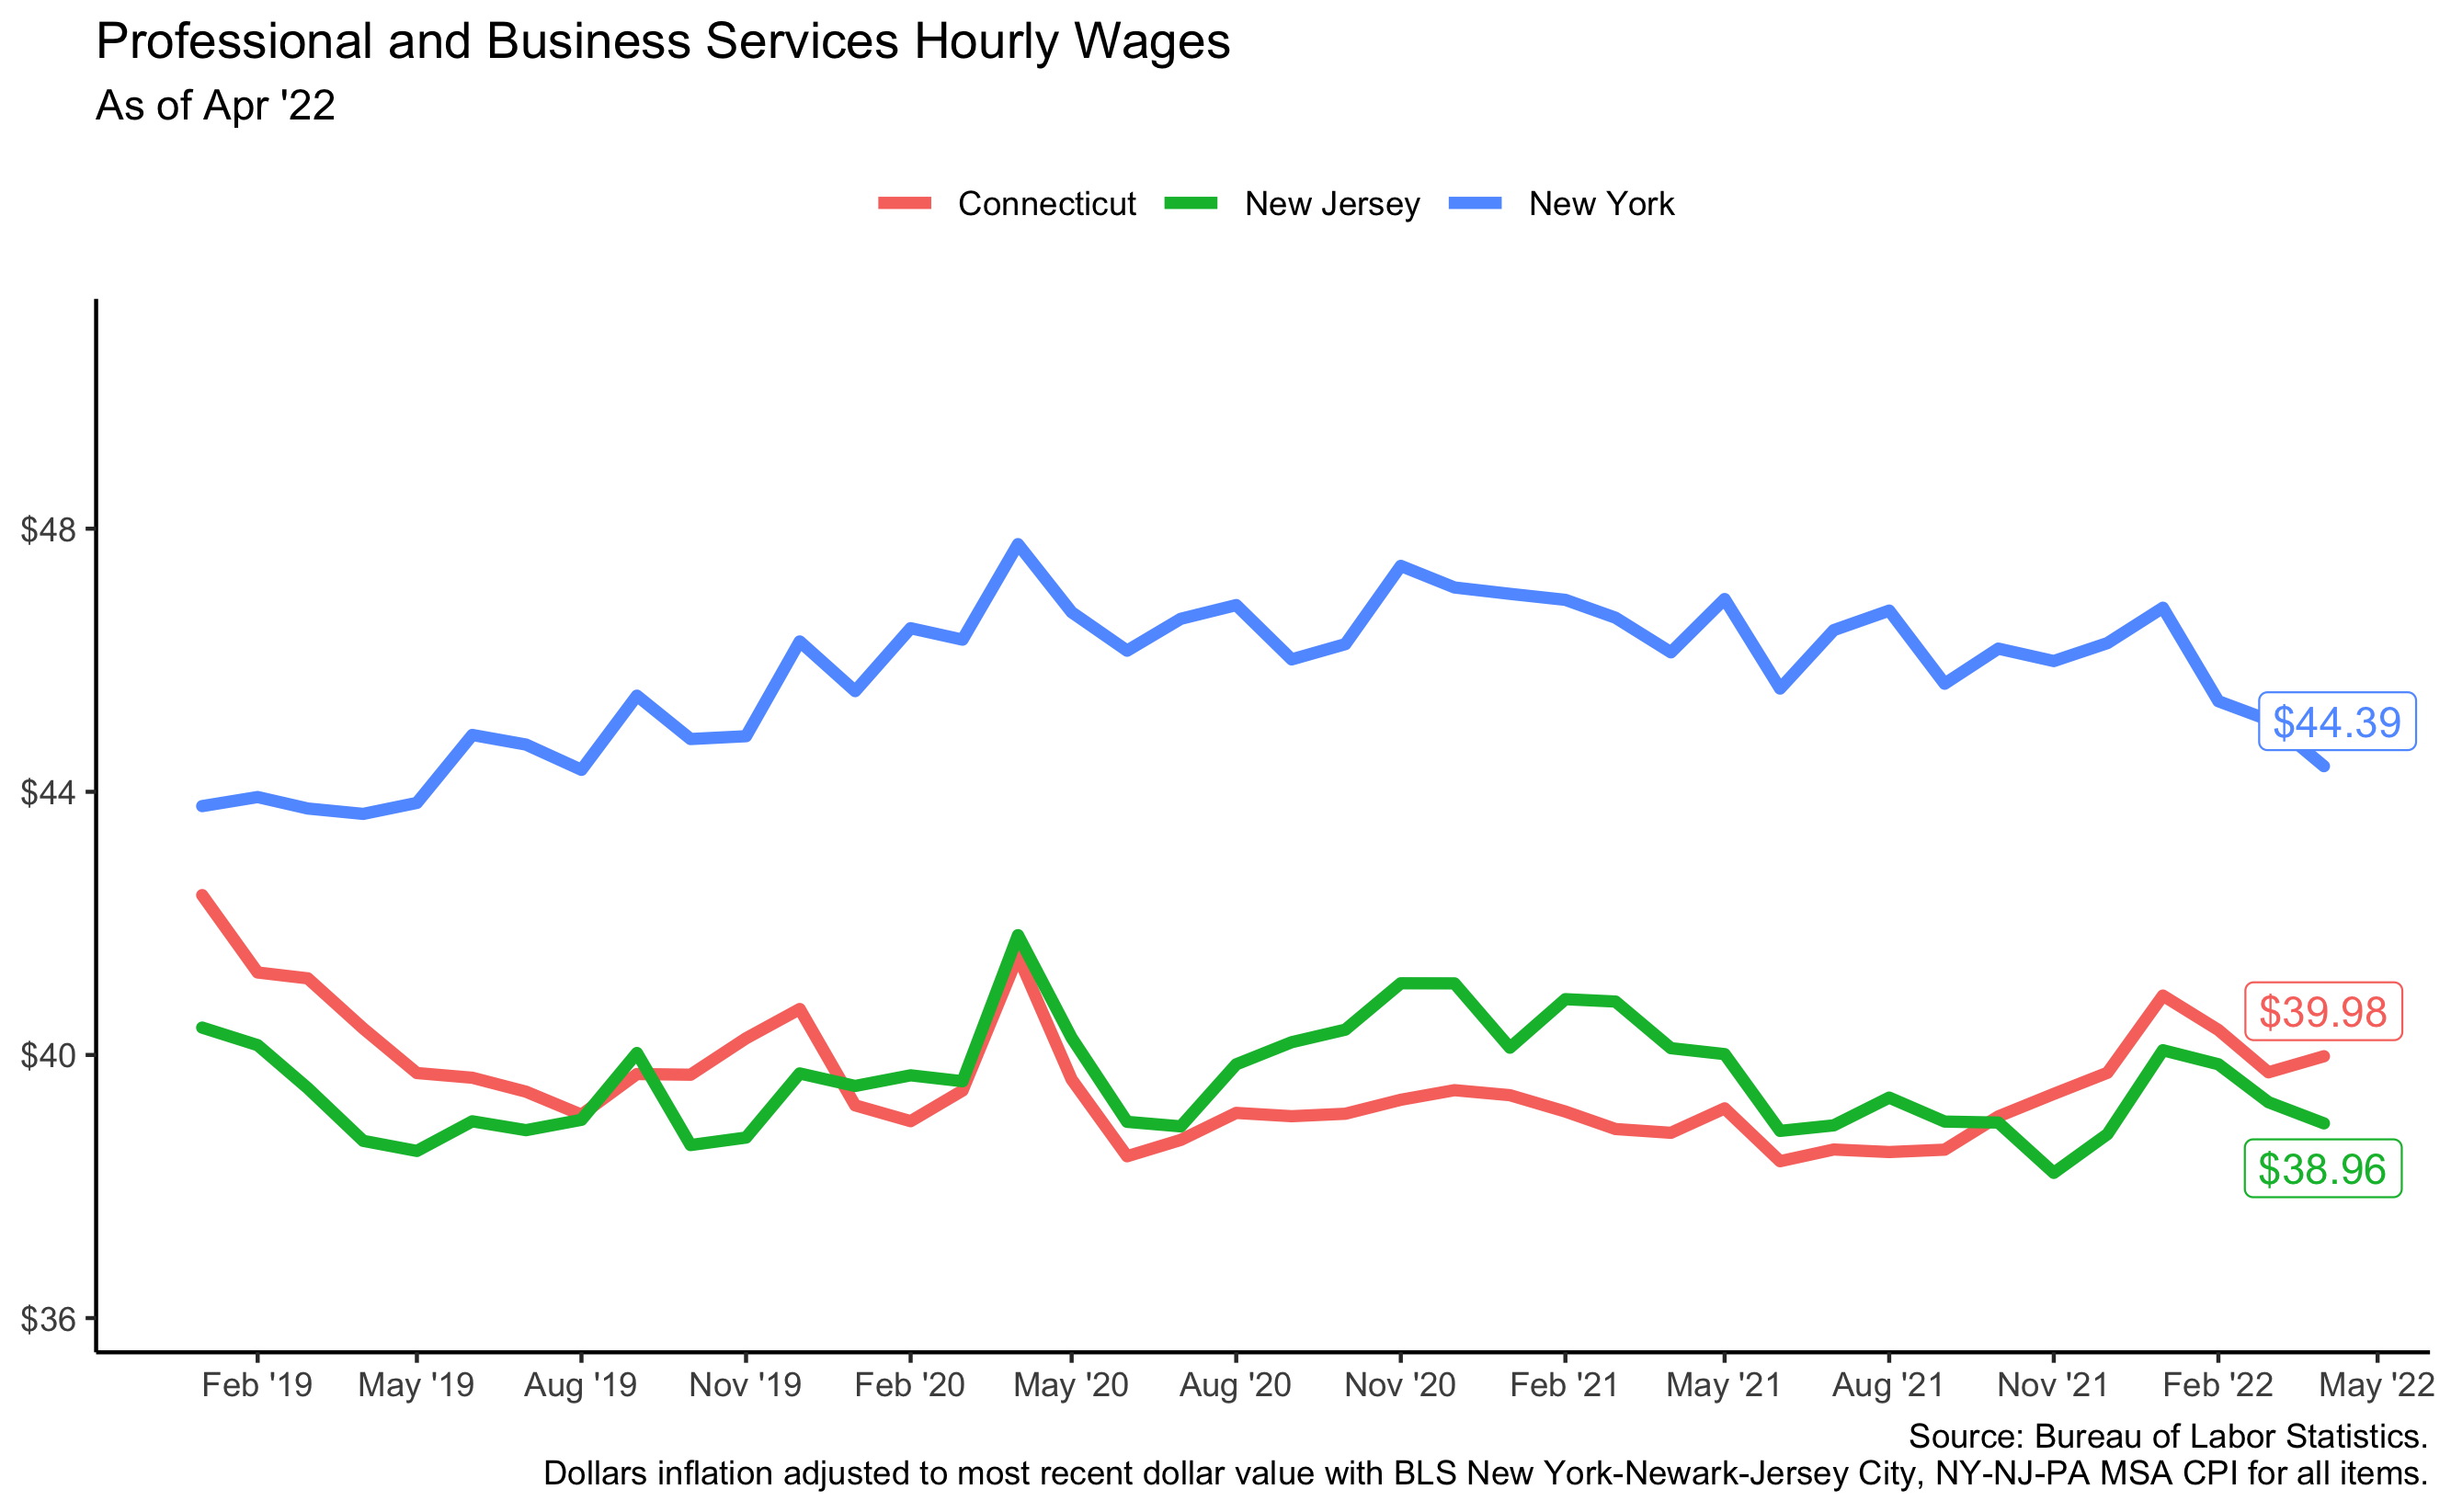 Professional and Business Services Hourly Wages
As of Apr '22
Connecticut New Jersey New York
$48
$44
$40
$36
$44.39
$39.98
$38.96
Feb '19 May '19 Aug '19 Nov '19 Feb '20 May '20 Aug '20 Nov '20 Feb '21 May '21 Aug '21 Nov '21 Feb '22 May '22
Source: Bureau of Labor Statistics.
Dollars inflation adjusted to most recent dollar value with BLS New York-Newark-Jersey City, NY-NJ-PA MSA CPI for all items.